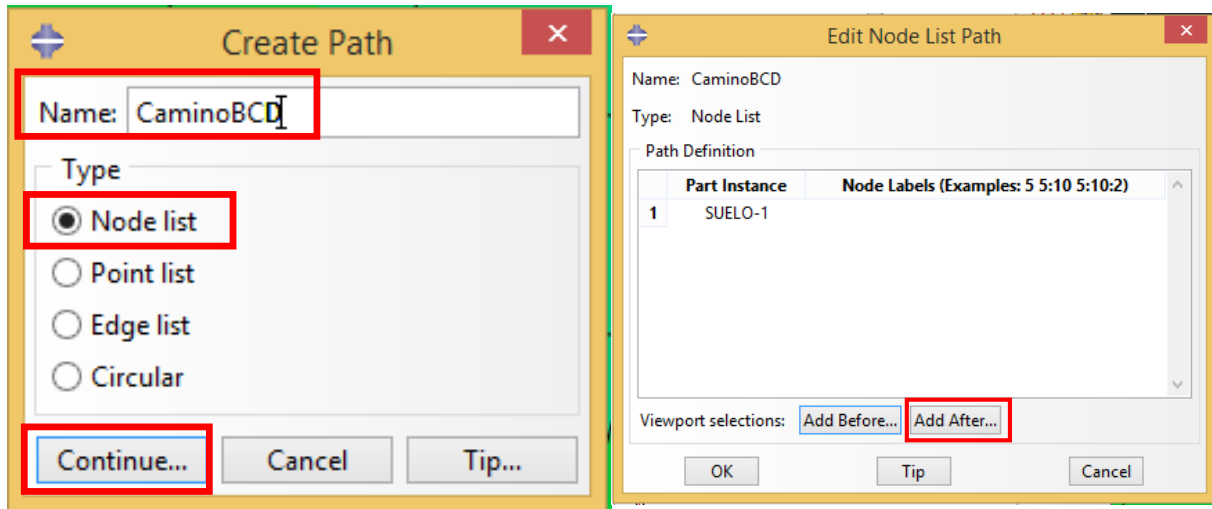 Create Path
Name: CaminoBCD
Type
Node list
Point list
Edge list
Circular
Continue... Cancel Tip...
Edit Node List Path
Name: CaminoBCD
Type: Node List
Path Definition
Part Instance Node Labels (Examples: 5 5:10 5:10:2)
1 SUELO-1
Viewport selections: Add Before... Add After...
OK Tip Cancel